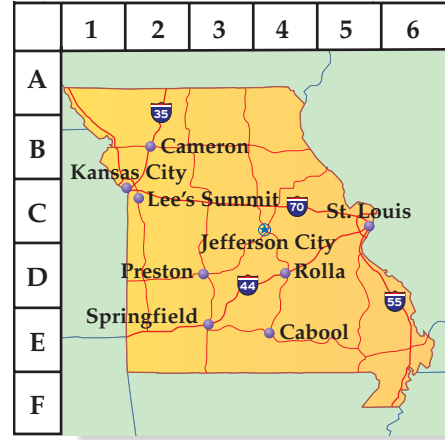 1 2 3 4 5 6
A
35
B
Cameron
Kansas City
C
Lee's Summit
70
St. Louis
Jefferson City
D
Preston
Rolla
44
55
Springfield
E
Cabool
F